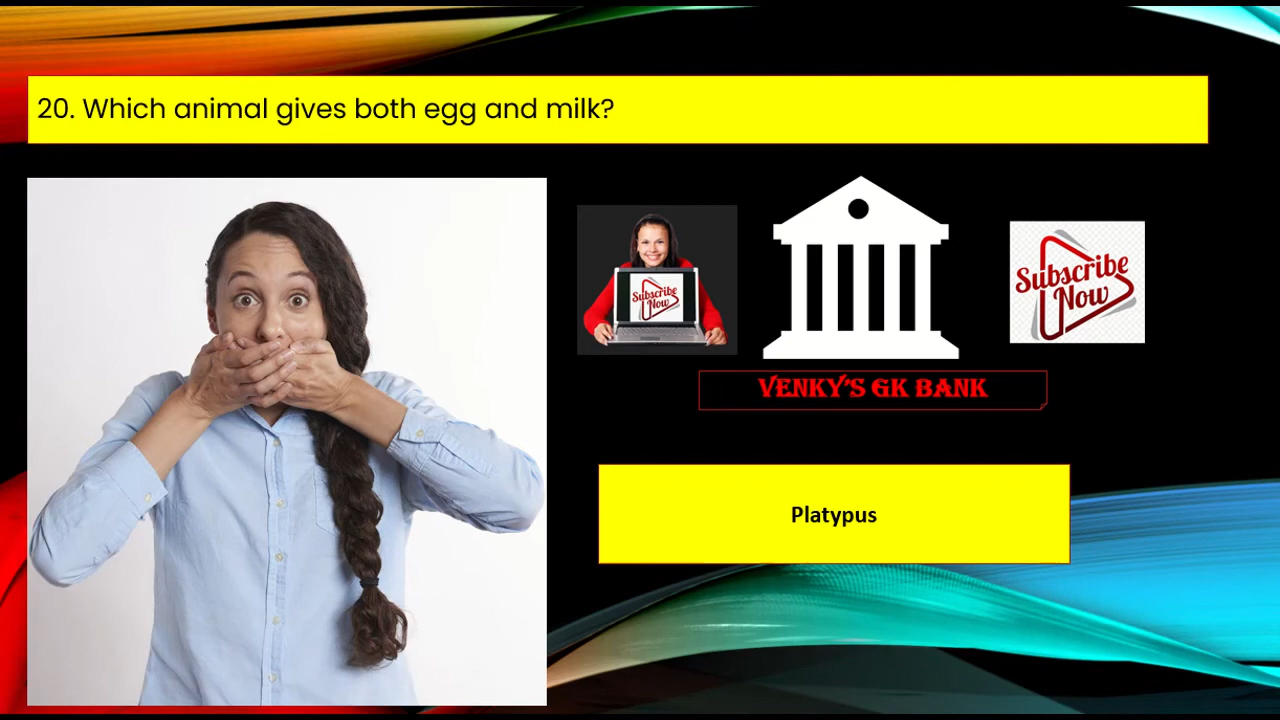 20. Which animal gives both egg and milk?
Subscribe
Now
Subscribe
Now
VENKY'S GK BANK
Platypus